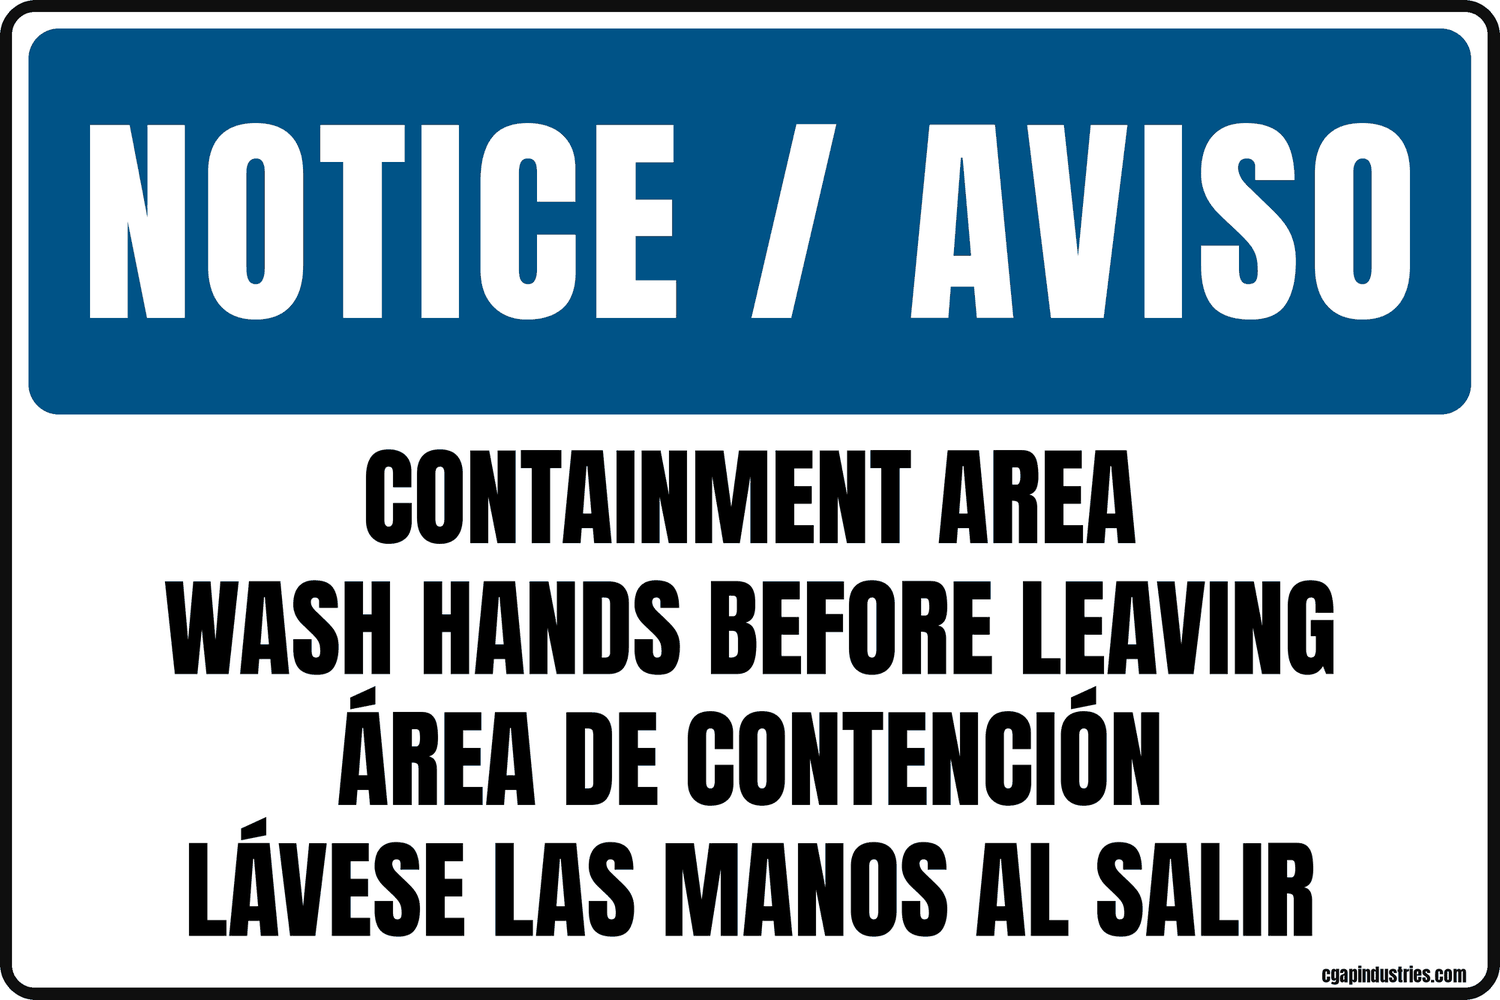 NOTICE / AVISO
CONTAINMENT AREA
WASH HANDS BEFORE LEAVING
ÁREA DE CONTENCIÓN
LÁVESE LAS MANOS AL SALIR
cgapindustries.com